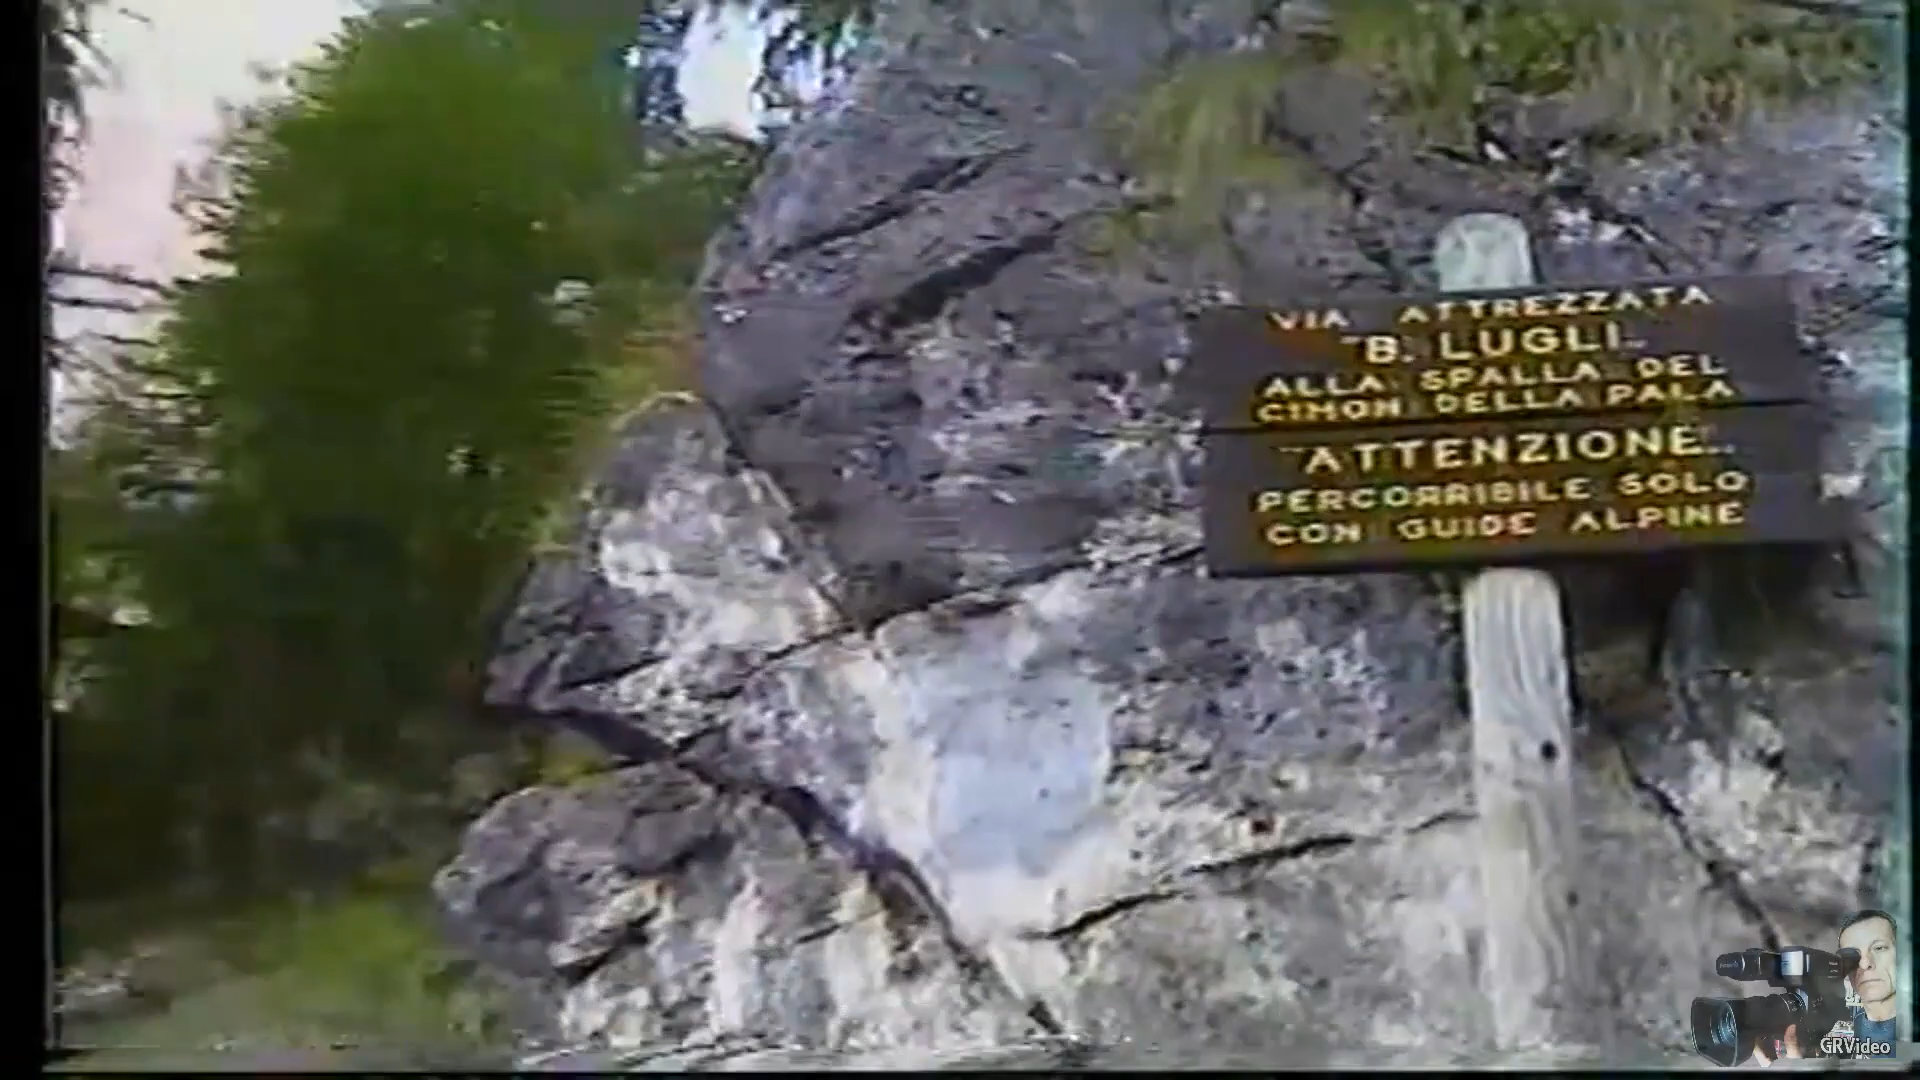 VIA ATTREZZATA
"B. LUGLI"
ALLA SPALLA DEL
CIMON DELLA PALA
"ATTENZIONE"
PERCORRIBILE SOLO
CON GUIDE ALPINE
GRVideo